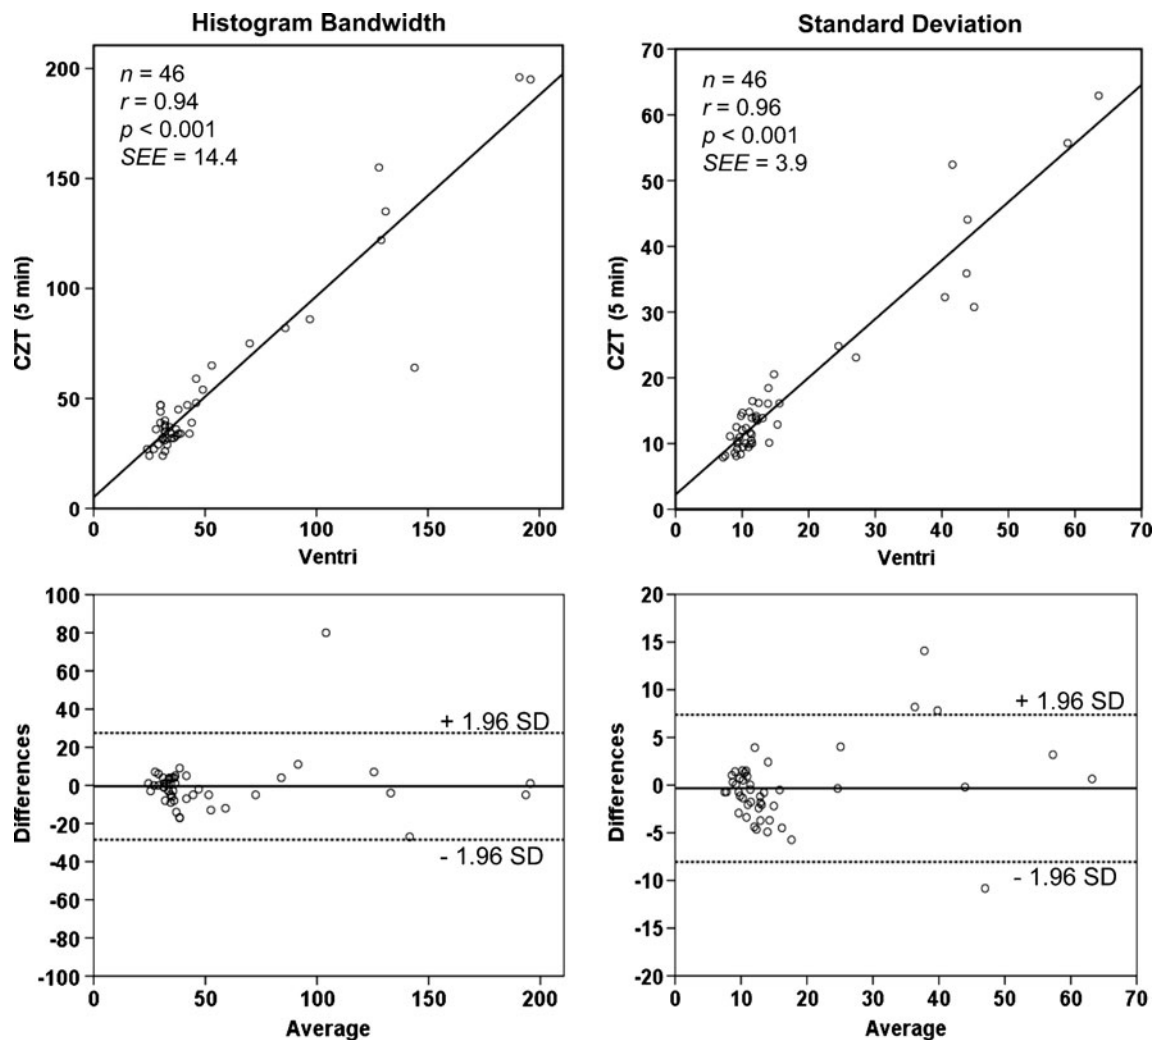 Histogram Bandwidth
n = 46
r = 0.94
p < 0.001
SEE = 14.4
CZT (5 min)
200
150
100
50
0
0 50 100 150 200
Ventri
Standard Deviation
n = 46
r = 0.96
p < 0.001
SEE = 3.9
CZT (5 min)
70
60
50
40
30
20
10
0
0 10 20 30 40 50 60 70
Ventri
Differences
100
80
60
40
20
0
-20
-40
-60
-80
-100
+ 1.96 SD
- 1.96 SD
0 50 100 150 200
Average
Differences
20
15
10
5
0
-5
-10
-15
-20
+ 1.96 SD
- 1.96 SD
0 10 20 30 40 50 60 70
Average